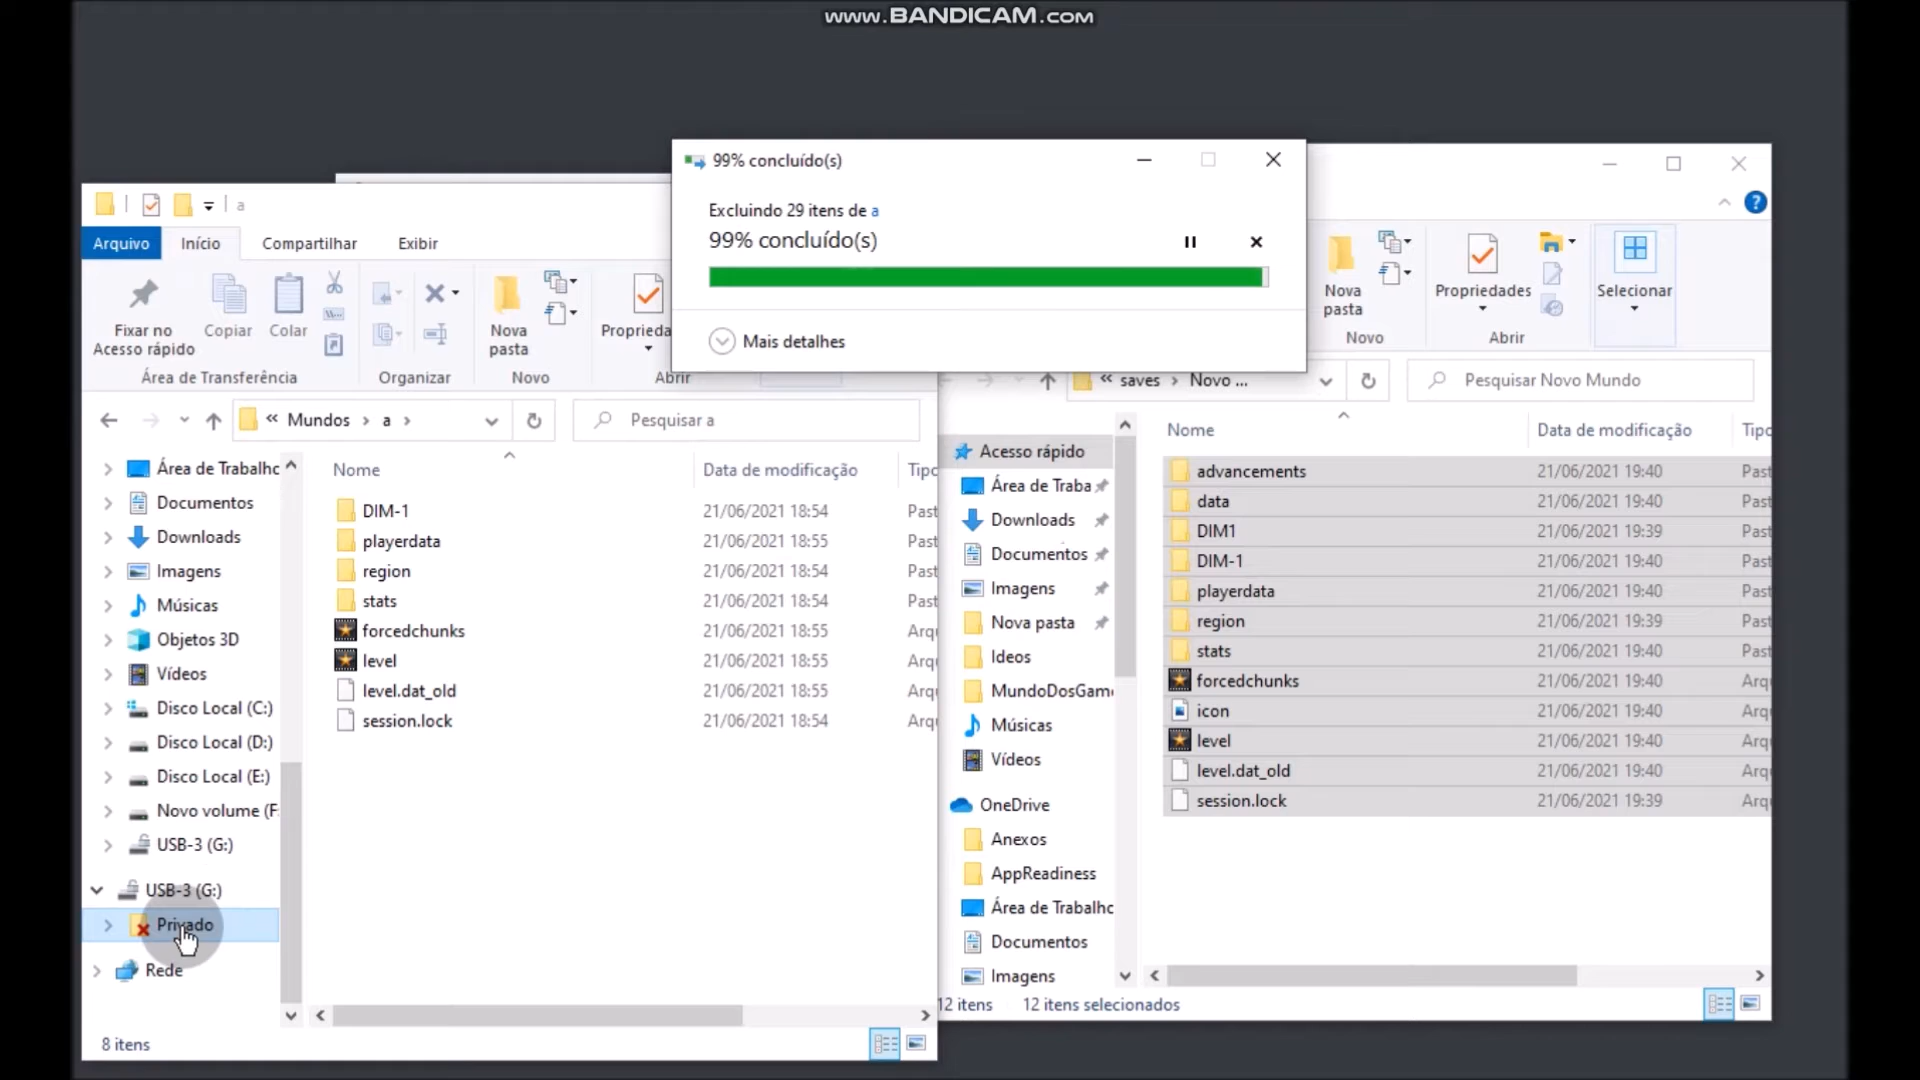 www.BANDICAM.com
99% concluído(s)
Excluindo 29 itens de a
99% concluído(s)
Mais detalhes
a
Arquivo
Início
Compartilhar
Exibir
Fixar no
Acesso rápido
Copiar
Colar
Nova
pasta
Proprieda
Área de Transferência
Organizar
Novo
Abrir
« Mundos › a ›
Pesquisar a
Área de Trabalhc
Documentos
Downloads
Imagens
Músicas
Objetos 3D
Vídeos
Disco Local (C:)
Disco Local (D:)
Disco Local (E:)
Novo volume (F:
USB-3 (G:)
USB-3 (G:)
Privado
Rede
Nome Data de modificação Tipo
DIM-1 21/06/2021 18:54 Past
playerdata 21/06/2021 18:55 Past
region 21/06/2021 18:54 Past
stats 21/06/2021 18:54 Past
forcedchunks 21/06/2021 18:55 Arqu
level 21/06/2021 18:55 Arqu
level.dat_old 21/06/2021 18:55 Arqu
session.lock 21/06/2021 18:54 Arqu
8 itens
?
Nova
pasta
Propriedades
Selecionar
Novo
Abrir
« saves › Novo ...
Pesquisar Novo Mundo
Acesso rápido
Área de Traba
Downloads
Documentos
Imagens
Nova pasta
Ideos
MundoDosGame
Músicas
Vídeos
OneDrive
Anexos
AppReadiness
Área de Trabalhc
Documentos
Imagens
Nome Data de modificação Tipo
advancements 21/06/2021 19:40 Past
data 21/06/2021 19:40 Past
DIM1 21/06/2021 19:39 Past
DIM-1 21/06/2021 19:40 Past
playerdata 21/06/2021 19:40 Past
region 21/06/2021 19:39 Past
stats 21/06/2021 19:40 Past
forcedchunks 21/06/2021 19:40 Arqu
icon 21/06/2021 19:40 Arqu
level 21/06/2021 19:40 Arqu
level.dat_old 21/06/2021 19:40 Arqu
session.lock 21/06/2021 19:39 Arqu
12 itens
12 itens selecionados